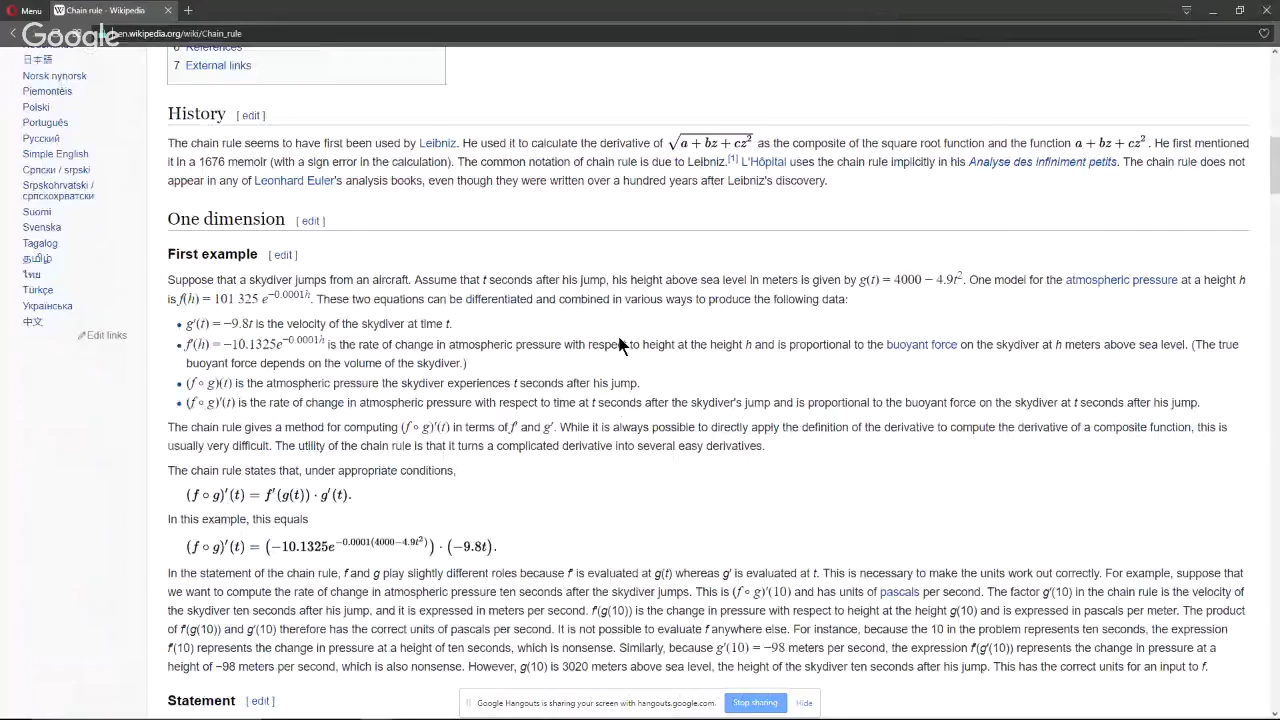 Menu
Chain rule - Wikipedia
Google
en.wikipedia.org/wiki/Chain_rule
日本語
Norsk nynorsk
Piemontèis
Polski
Português
Русский
Simple English
Српски / srpski
Srpskohrvatski /
српскохрватски
Suomi
Svenska
Tagalog
தமிழ்
ไทย
Türkçe
Українська
中文
Edit links
6 References
7 External links
History [ edit ]
The chain rule seems to have first been used by Leibniz. He used it to calculate the derivative of √(a + bz + cz²) as the composite of the square root function and the function a + bz + cz². He first mentioned
it in a 1676 memoir (with a sign error in the calculation). The common notation of chain rule is due to Leibniz.[1] L'Hôpital uses the chain rule implicitly in his Analyse des infiniment petits. The chain rule does not
appear in any of Leonhard Euler's analysis books, even though they were written over a hundred years after Leibniz's discovery.
One dimension [ edit ]
First example [ edit ]
Suppose that a skydiver jumps from an aircraft. Assume that t seconds after his jump, his height above sea level in meters is given by g(t) = 4000 − 4.9t². One model for the atmospheric pressure at a height h
is f(h) = 101 325 e^−0.0001h. These two equations can be differentiated and combined in various ways to produce the following data:
• g′(t) = −9.8t is the velocity of the skydiver at time t.
• f′(h) = −10.1325e^−0.0001h is the rate of change in atmospheric pressure with respect to height at the height h and is proportional to the buoyant force on the skydiver at h meters above sea level. (The true
buoyant force depends on the volume of the skydiver.)
• (f ∘ g)(t) is the atmospheric pressure the skydiver experiences t seconds after his jump.
• (f ∘ g)′(t) is the rate of change in atmospheric pressure with respect to time at t seconds after the skydiver's jump and is proportional to the buoyant force on the skydiver at t seconds after his jump.
The chain rule gives a method for computing (f ∘ g)′(t) in terms of f′ and g′. While it is always possible to directly apply the definition of the derivative to compute the derivative of a composite function, this is
usually very difficult. The utility of the chain rule is that it turns a complicated derivative into several easy derivatives.
The chain rule states that, under appropriate conditions,
(f ∘ g)′(t) = f′(g(t)) · g′(t).
In this example, this equals
(f ∘ g)′(t) = (−10.1325e^−0.0001(4000−4.9t²)) · (−9.8t).
In the statement of the chain rule, f and g play slightly different roles because f′ is evaluated at g(t) whereas g′ is evaluated at t. This is necessary to make the units work out correctly. For example, suppose that
we want to compute the rate of change in atmospheric pressure ten seconds after the skydiver jumps. This is (f ∘ g)′(10) and has units of pascals per second. The factor g′(10) in the chain rule is the velocity of
the skydiver ten seconds after his jump, and it is expressed in meters per second. f′(g(10)) is the change in pressure with respect to height at the height g(10) and is expressed in pascals per meter. The product
of f′(g(10)) and g′(10) therefore has the correct units of pascals per second. It is not possible to evaluate f anywhere else. For instance, because the 10 in the problem represents ten seconds, the expression
f′(10) represents the change in pressure at a height of ten seconds, which is nonsense. Similarly, because g′(10) = −98 meters per second, the expression f′(g′(10)) represents the change in pressure at a
height of −98 meters per second, which is also nonsense. However, g(10) is 3020 meters above sea level, the height of the skydiver ten seconds after his jump. This has the correct units for an input to f.
Statement [ edit ]
Google Hangouts is sharing your screen with hangouts.google.com.
Stop sharing
Hide